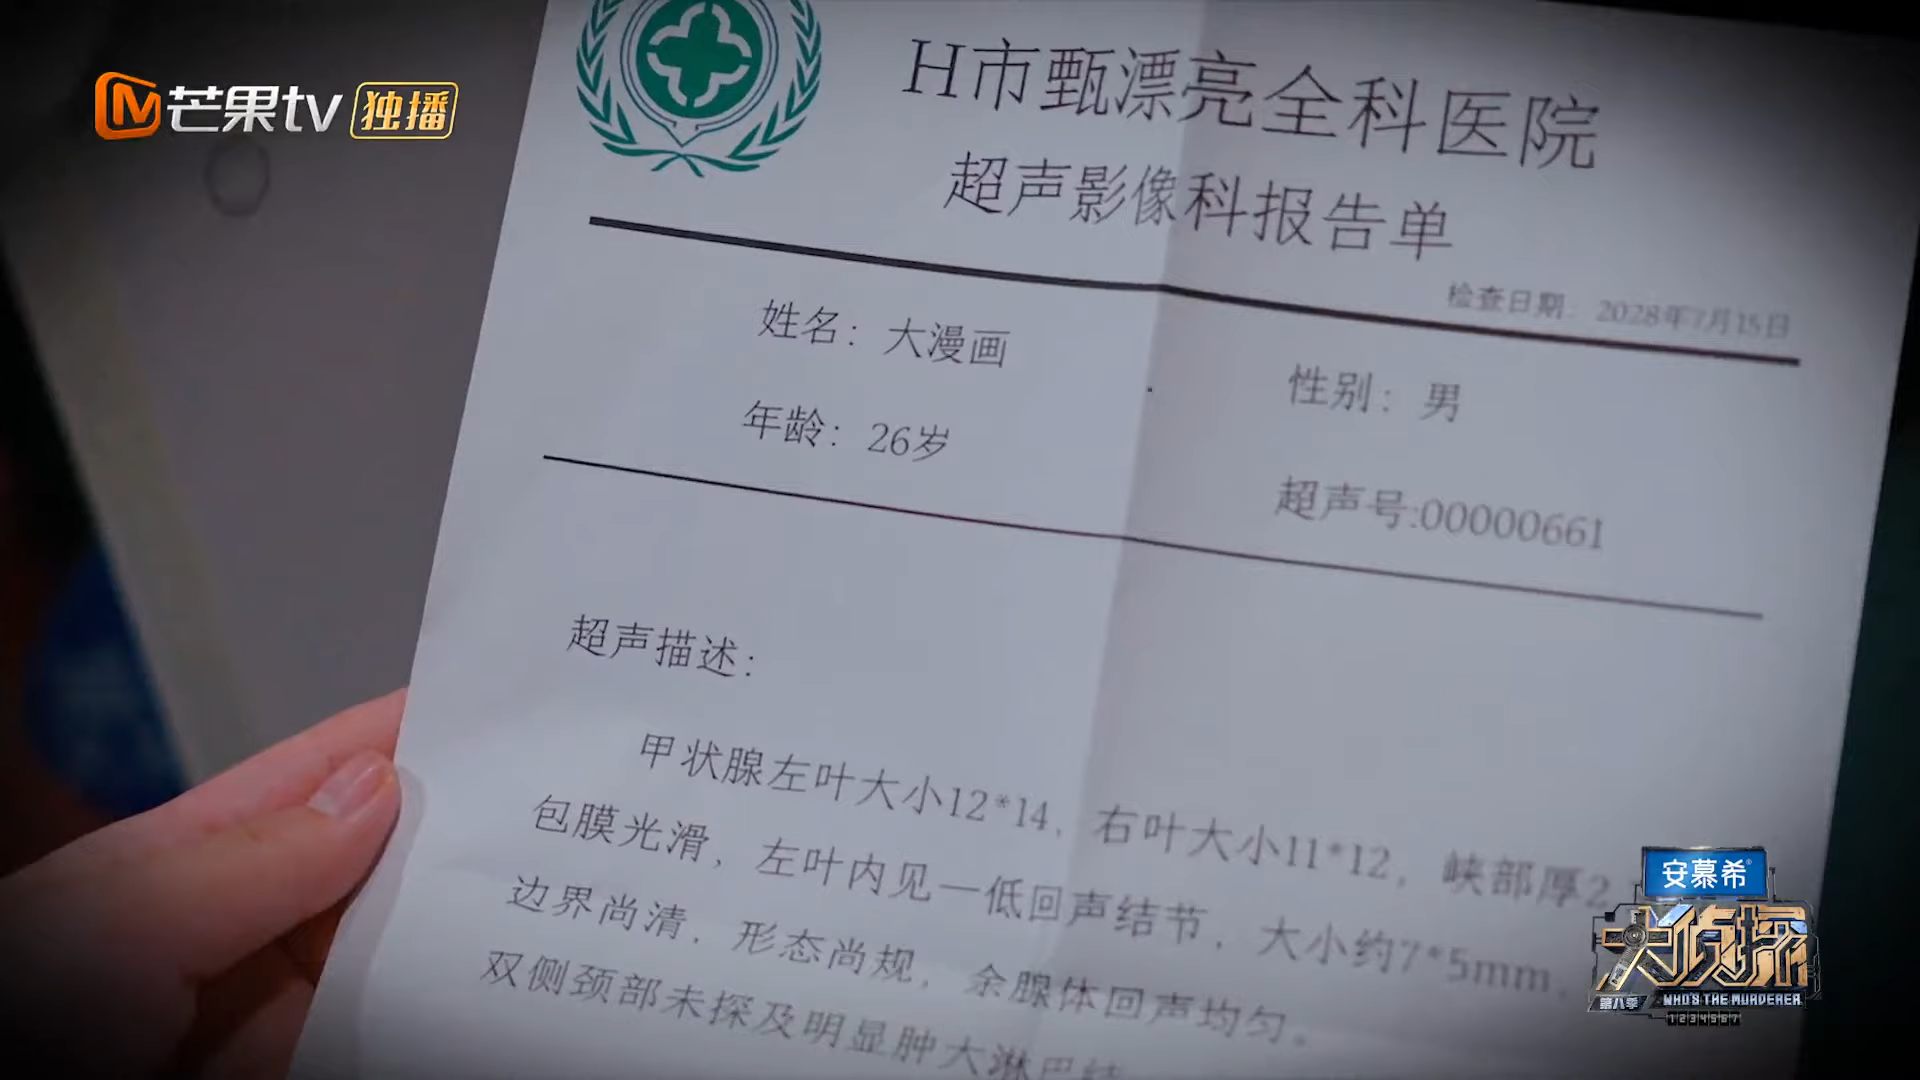 芒果tv 独播
H市甄漂亮全科医院
超声影像科报告单
检查日期：2028年7月15日
姓名：大漫画
性别：男
年龄：26岁
超声号:00000661
超声描述：
甲状腺左叶大小12*14，右叶大小11*12，峡部厚2
包膜光滑，左叶内见一低回声结节，大小约7*5mm，
边界尚清，形态尚规，余腺体回声均匀。
双侧颈部未探及明显肿大淋巴结
安慕希
大侦探
第八季 WHO'S THE MURDERER
1234567